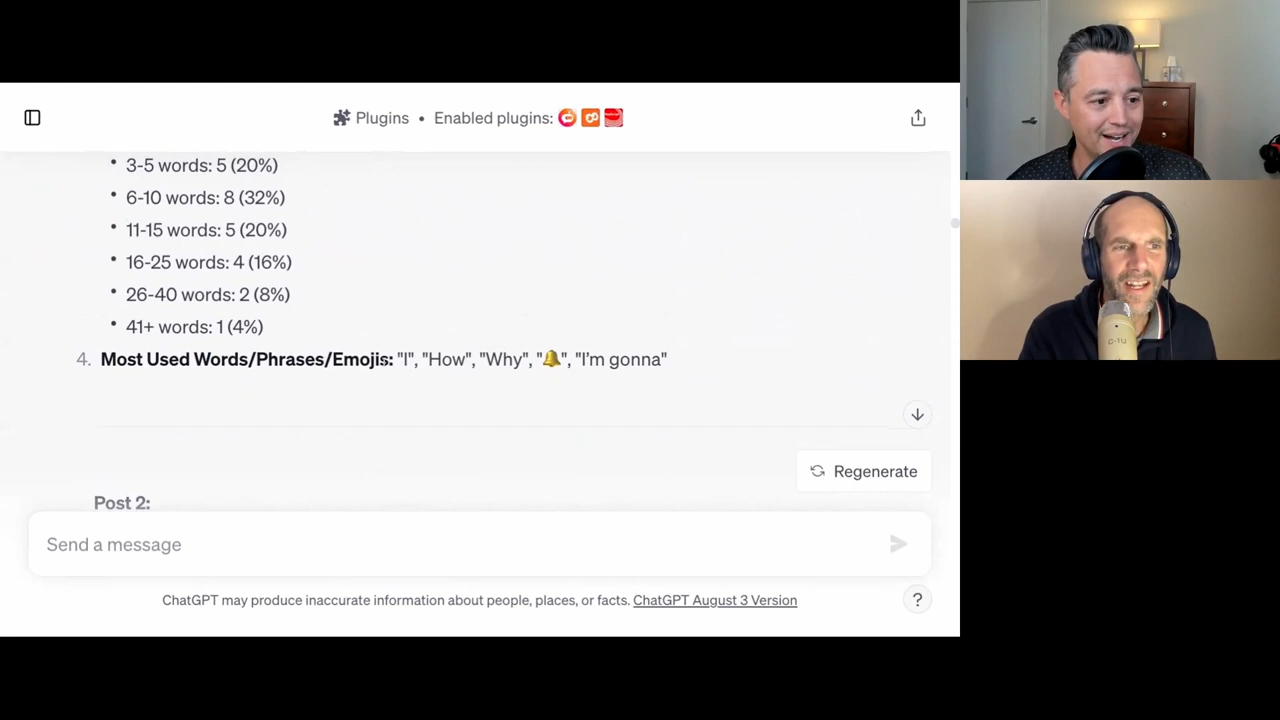 Plugins • Enabled plugins:
• 3-5 words: 5 (20%)
• 6-10 words: 8 (32%)
• 11-15 words: 5 (20%)
• 16-25 words: 4 (16%)
• 26-40 words: 2 (8%)
• 41+ words: 1 (4%)
4. Most Used Words/Phrases/Emojis: "I", "How", "Why", "🔔", "I’m gonna"
Regenerate
Post 2:
Send a message
ChatGPT may produce inaccurate information about people, places, or facts. ChatGPT August 3 Version
?
C-1U